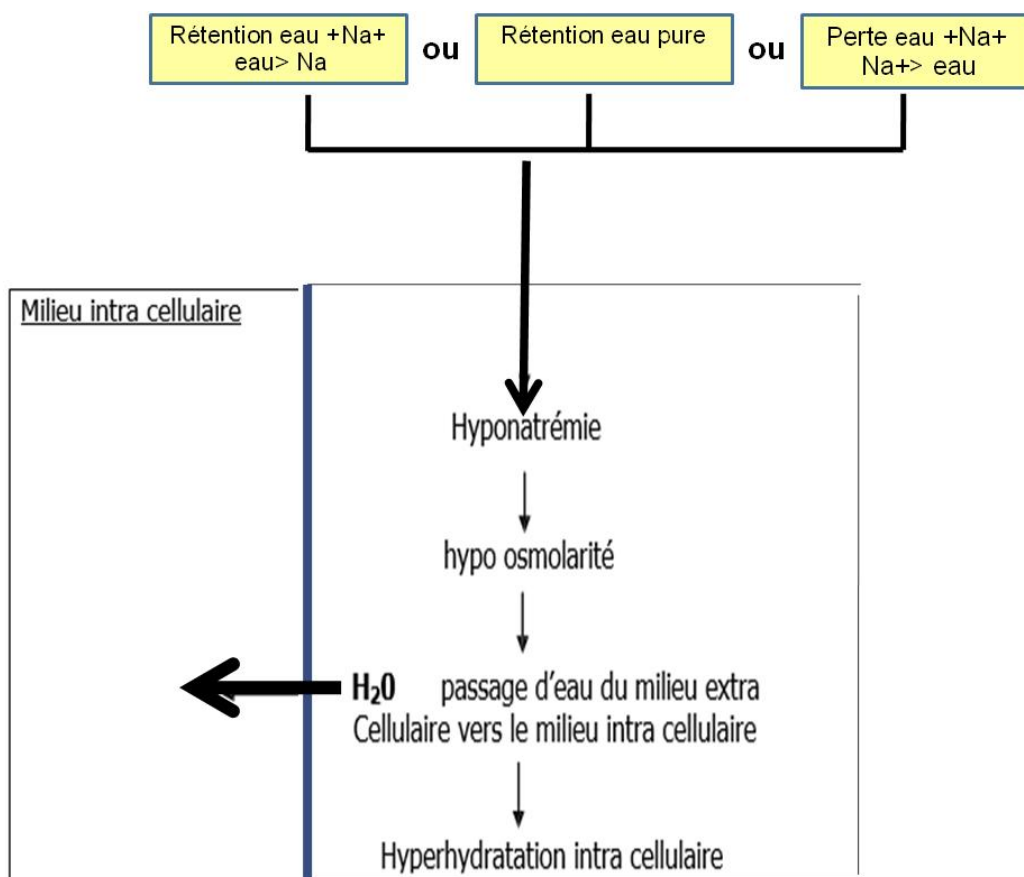 Rétention eau +Na+
eau> Na
ou
Rétention eau pure
ou
Perte eau +Na+
Na+> eau
Milieu intra cellulaire
Hyponatrémie
hypo osmolarité
H₂0 passage d'eau du milieu extra
Cellulaire vers le milieu intra cellulaire
Hyperhydratation intra cellulaire